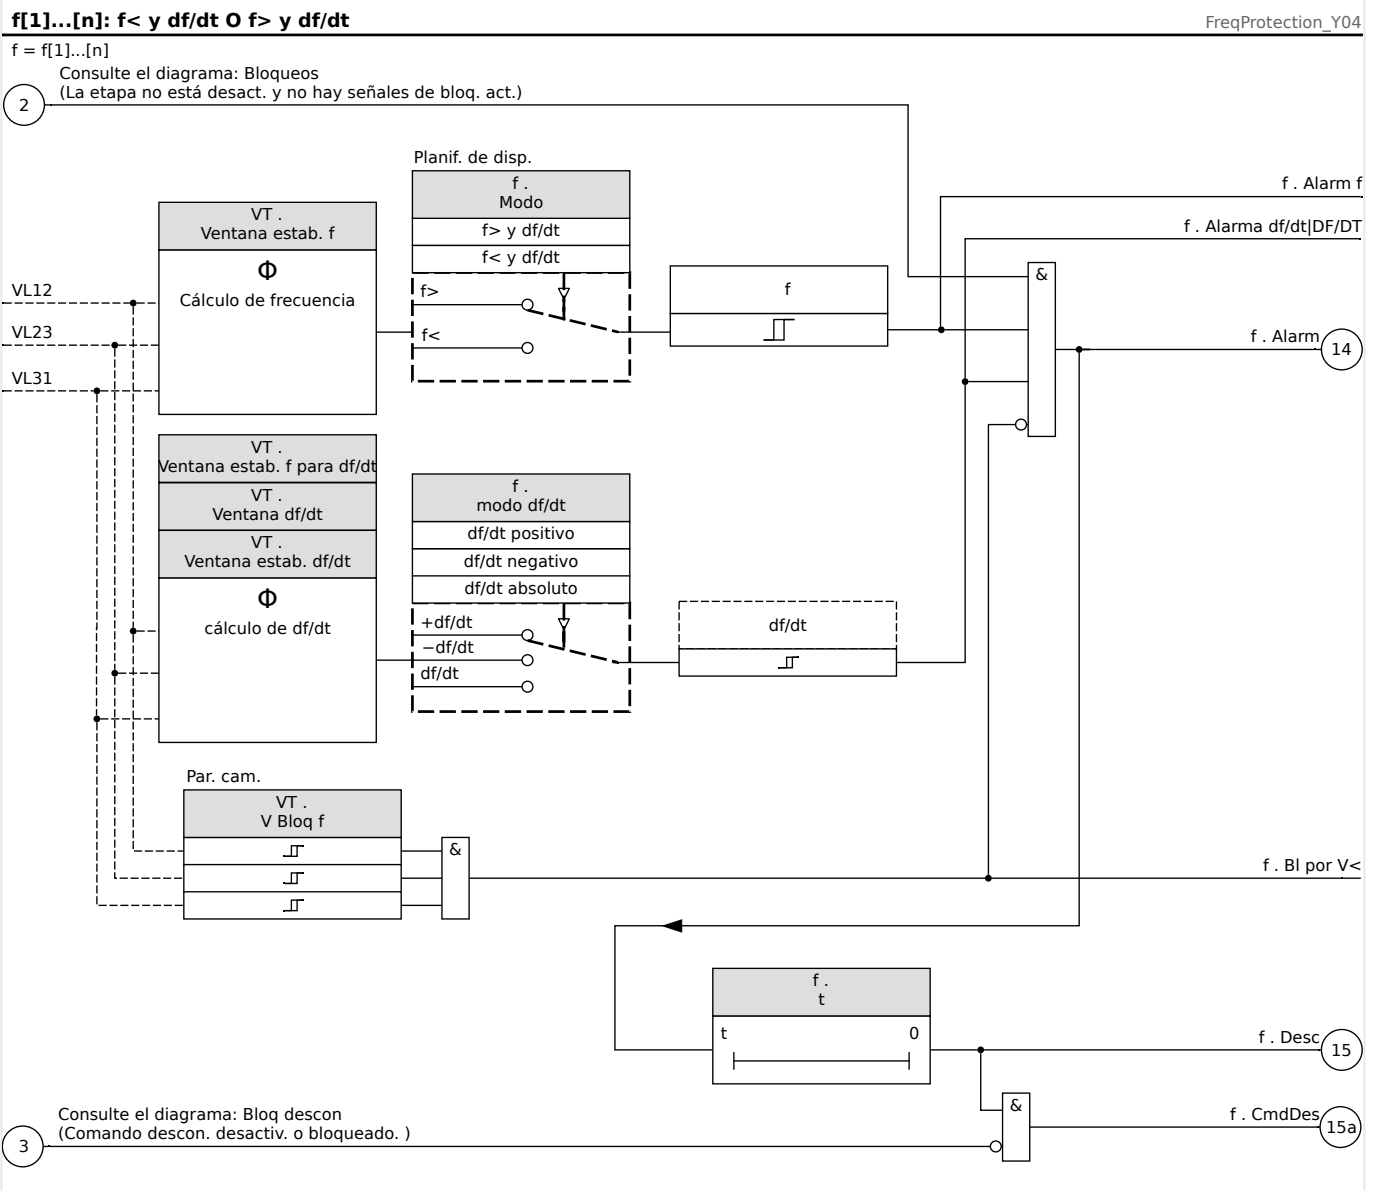 f[1]...[n]: f< y df/dt O f> y df/dt
FreqProtection_Y04
f = f[1]...[n]
Consulte el diagrama: Bloqueos
(La etapa no está desact. y no hay señales de bloq. act.)
2
Planif. de disp.
f .
Modo
f> y df/dt
f< y df/dt
f>
f<
VT .
Ventana estab. f
Φ
Cálculo de frecuencia
VL12
VL23
VL31
f
f . Alarm f
f . Alarma df/dt|DF/DT
&
f . Alarm
14
VT .
Ventana estab. f para df/dt
VT .
Ventana df/dt
VT .
Ventana estab. df/dt
Φ
cálculo de df/dt
f .
modo df/dt
df/dt positivo
df/dt negativo
df/dt absoluto
+df/dt
−df/dt
df/dt
df/dt
Par. cam.
VT .
V Bloq f
&
f . Bl por V<
f .
t
t 0
f . Desc
15
Consulte el diagrama: Bloq descon
(Comando descon. desactiv. o bloqueado. )
3
&
f . CmdDes
15a